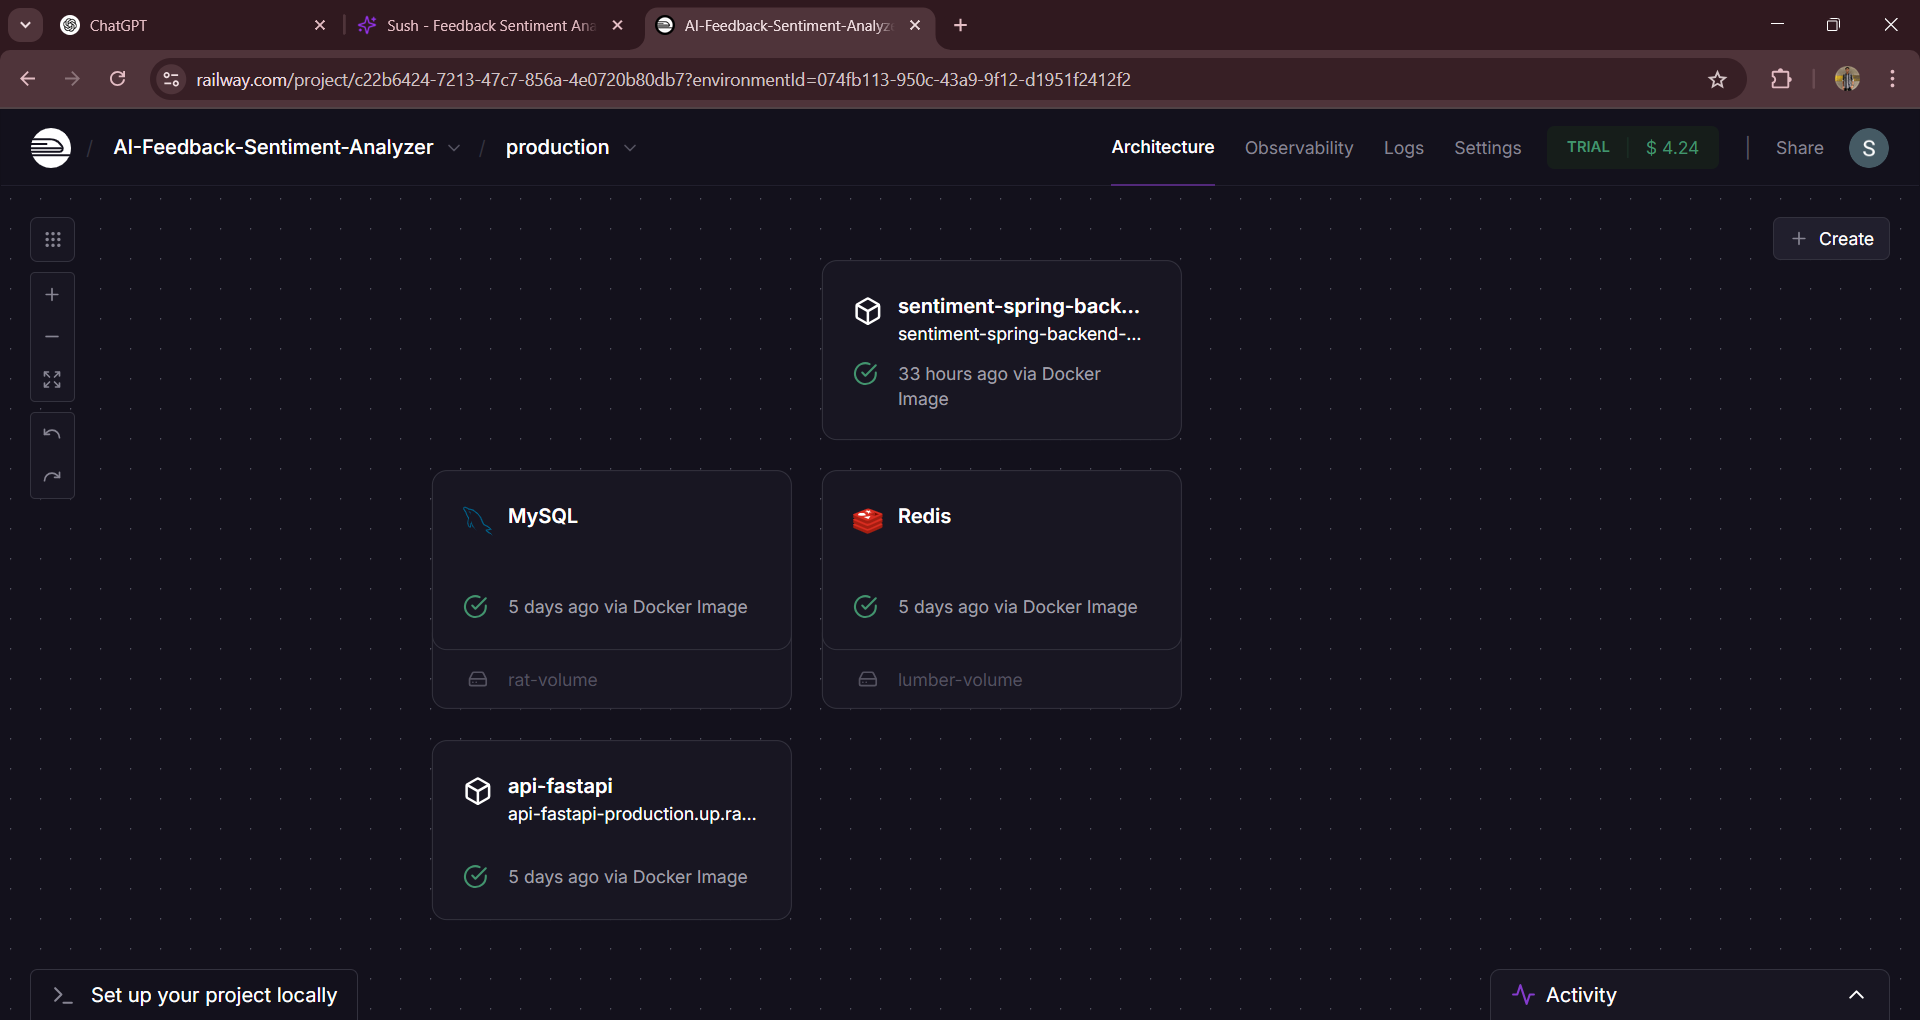 ChatGPT
Sush - Feedback Sentiment Ana
AI-Feedback-Sentiment-Analyze
railway.com/project/c22b6424-7213-47c7-856a-4e0720b80db7?environmentId=074fb113-950c-43a9-9f12-d1951f2412f2
/ AI-Feedback-Sentiment-Analyzer / production
Architecture Observability Logs Settings TRIAL $ 4.24 Share S
+ Create
sentiment-spring-back...
sentiment-spring-backend-...
33 hours ago via Docker
Image
MySQL
5 days ago via Docker Image
rat-volume
Redis
5 days ago via Docker Image
lumber-volume
api-fastapi
api-fastapi-production.up.ra...
5 days ago via Docker Image
Set up your project locally
Activity